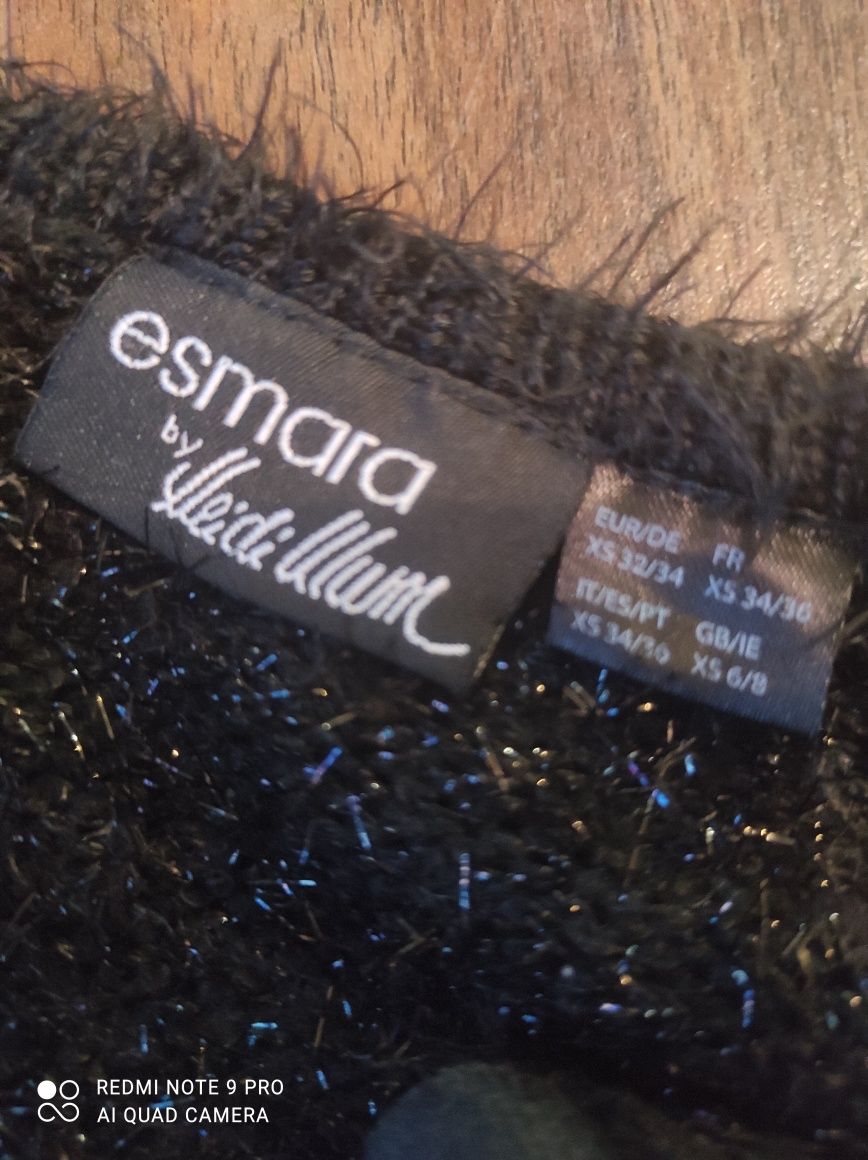 esmara
by
Heidi Klum
EUR/DE FR
XS 32/34 XS 34/36
IT/ES/PT GB/IE
XS 34/36 XS 6/8
REDMI NOTE 9 PRO
AI QUAD CAMERA